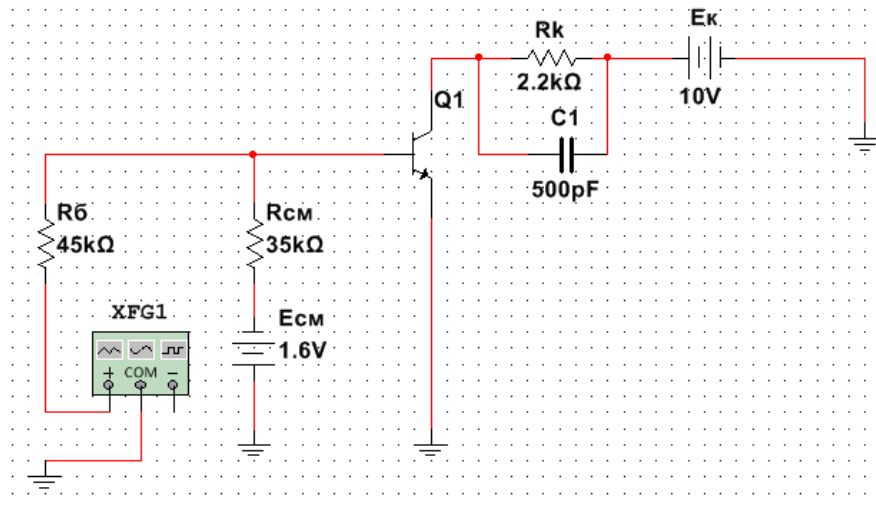 Eк
Rk
2.2kΩ
10V
Q1
C1
500pF
Rб
45kΩ
Rсм
35kΩ
XFG1
Eсм
1.6V
+ COM −